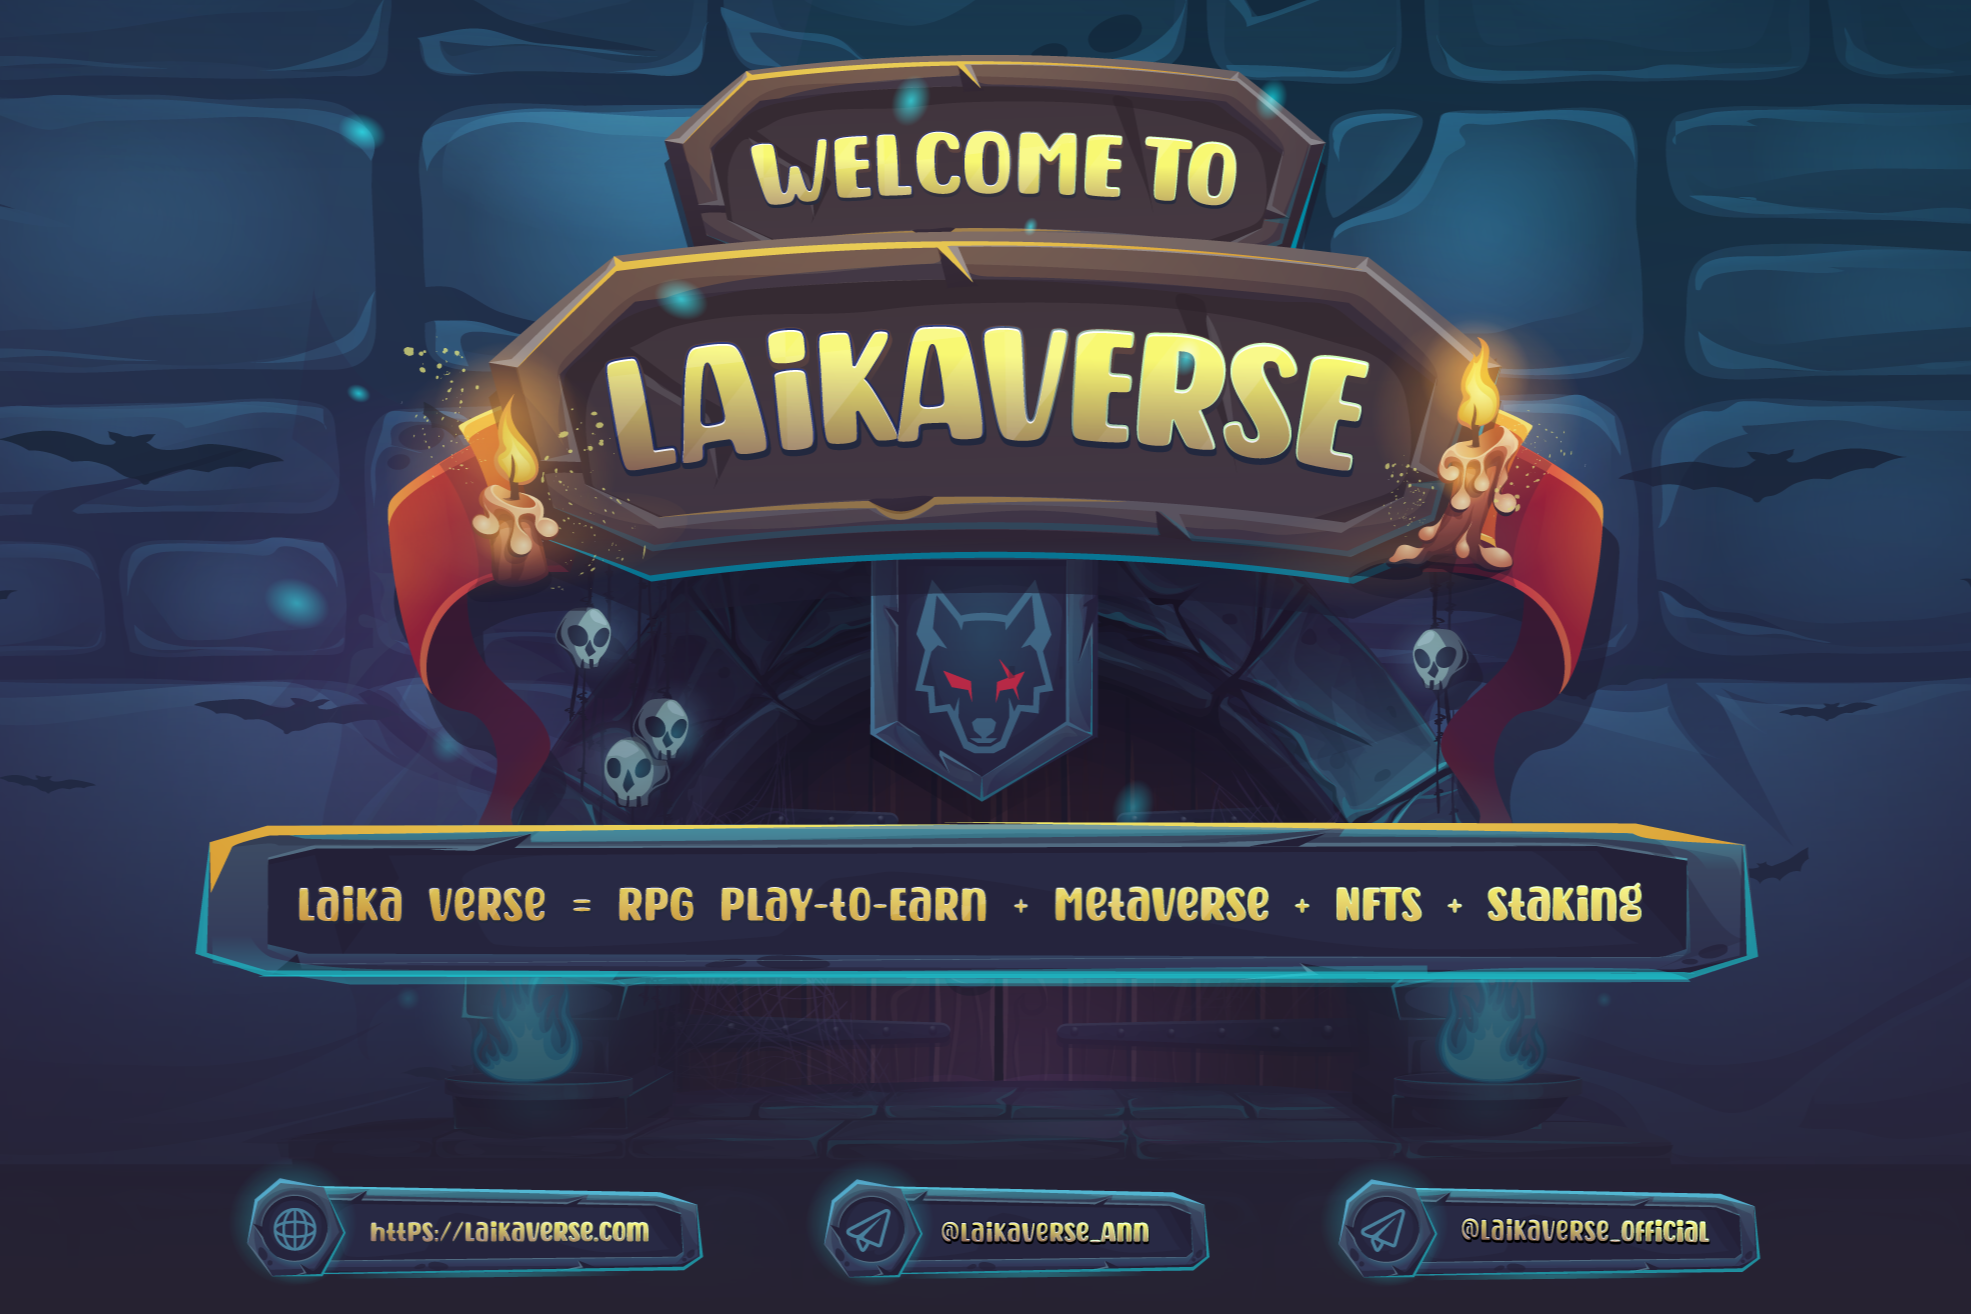 WELCOME TO
LAiKAVERSE
Laika Verse = RPG Play-to-Earn + Metaverse + NFTs + Staking
https://Laikaverse.com
@Laikaverse_Ann
@Laikaverse_Official